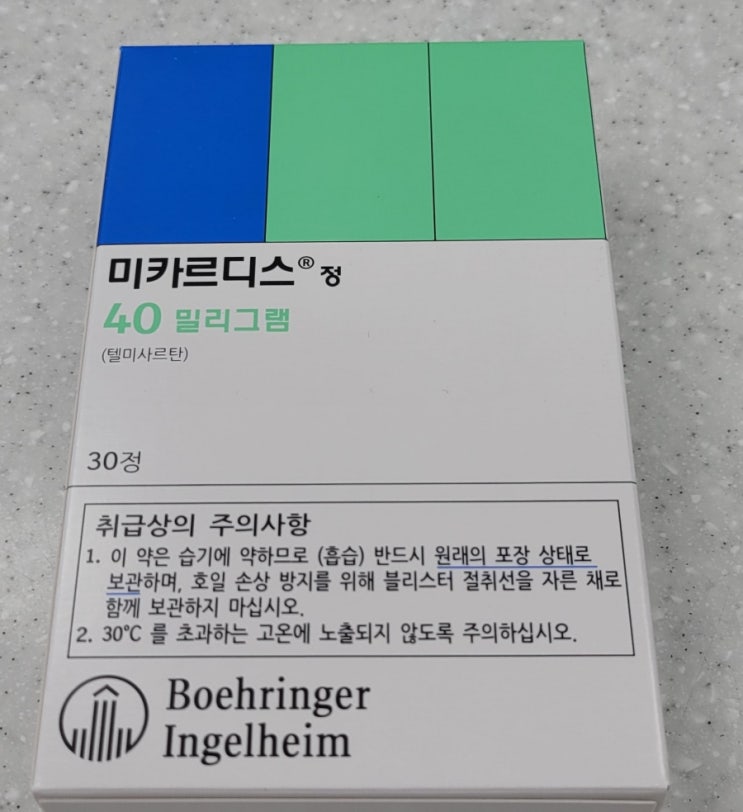 미카르디스® 정
40 밀리그램
(텔미사르탄)
30정
취급상의 주의사항
1. 이 약은 습기에 약하므로 (흡습) 반드시 원래의 포장 상태로
보관하며, 호일 손상 방지를 위해 블리스터 절취선을 자른 채로
함께 보관하지 마십시오.
2. 30℃ 를 초과하는 고온에 노출되지 않도록 주의하십시오.
Boehringer
Ingelheim